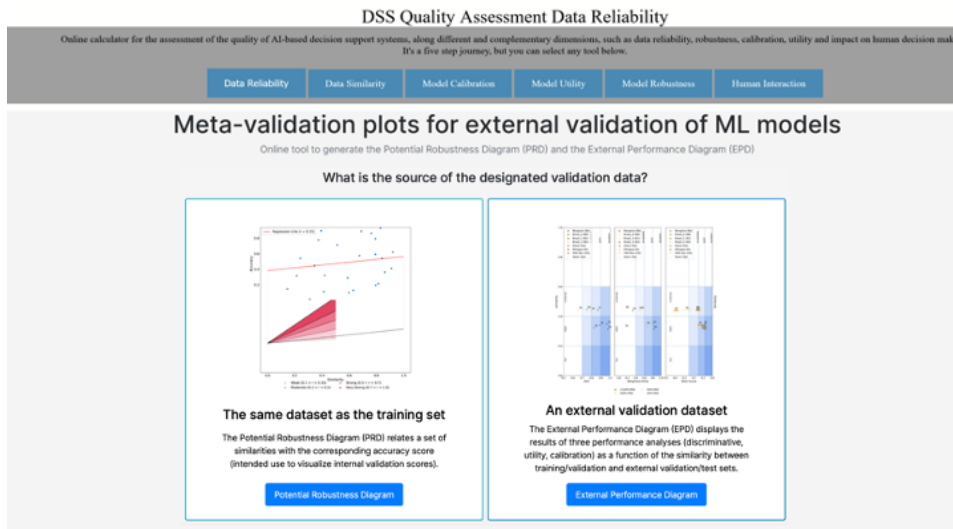 DSS Quality Assessment Data Reliability
Online calculator for the assessment of the quality of AI-based decision support systems, along different and complementary dimensions, such as data reliability, robustness, calibration, utility and impact on human decision mak
It's a five step journey, but you can select any tool below.
Data Reliability
Data Similarity
Model Calibration
Model Utility
Model Robustness
Human Interaction
Meta-validation plots for external validation of ML models
Online tool to generate the Potential Robustness Diagram (PRD) and the External Performance Diagram (EPD)
What is the source of the designated validation data?
Similarity
The same dataset as the training set
The Potential Robustness Diagram (PRD) relates a set of
similarities with the corresponding accuracy score
(intended use to visualize internal validation scores).
Potential Robustness Diagram
An external validation dataset
The External Performance Diagram (EPD) displays the
results of three performance analyses (discriminative,
utility, calibration) as a function of the similarity between
training/validation and external validation/test sets.
External Performance Diagram